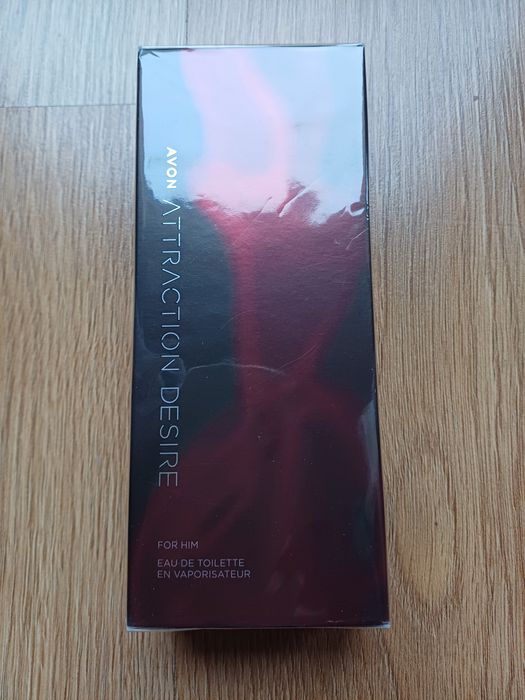 AVON ATTRACTION DESIRE
FOR HIM
EAU DE TOILETTE
EN VAPORISATEUR